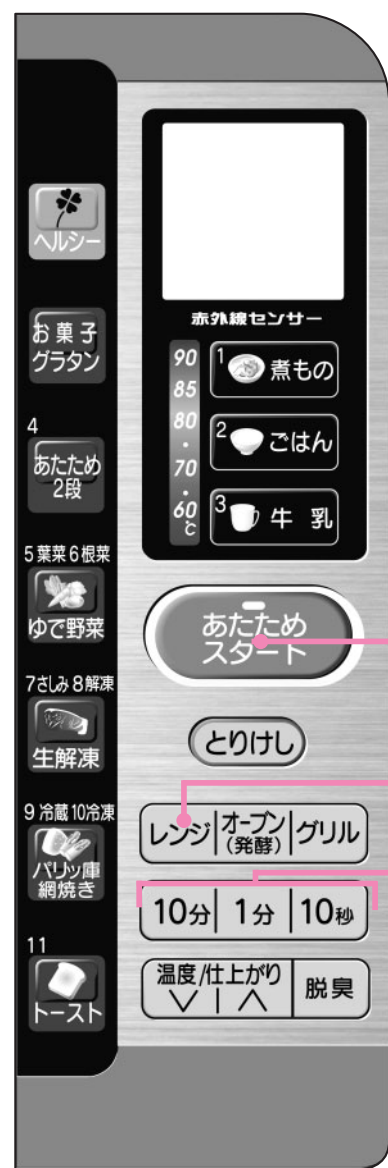 ヘルシー
お菓子
グラタン
4
あたため
2段
5葉菜 6根菜
ゆで野菜
7さしみ 8解凍
生解凍
9冷蔵 10冷凍
パリッ庫
網焼き
11
トースト
赤外線センサー
90
85
80
・
70
・
60
℃
1 煮もの
2 ごはん
3 牛乳
あたため
スタート
とりけし
レンジ オーブン(発酵) グリル
10分 1分 10秒
温度/仕上がり 脱臭